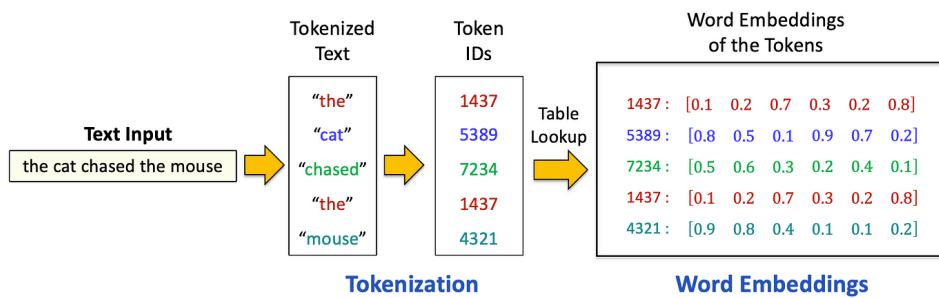 Text Input
the cat chased the mouse
Tokenized
Text
“the”
“cat”
“chased”
“the”
“mouse”
Token
IDs
1437
5389
7234
1437
4321
Tokenization
Table
Lookup
Word Embeddings
of the Tokens
1437 : [0.1 0.2 0.7 0.3 0.2 0.8]
5389 : [0.8 0.5 0.1 0.9 0.7 0.2]
7234 : [0.5 0.6 0.3 0.2 0.4 0.1]
1437 : [0.1 0.2 0.7 0.3 0.2 0.8]
4321 : [0.9 0.8 0.4 0.1 0.1 0.2]
Word Embeddings